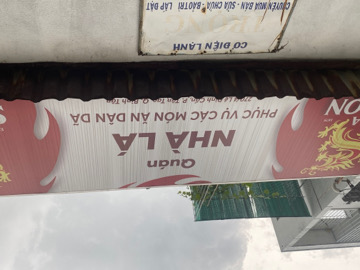 Quán
NHÀ LÁ
PHỤC VỤ CÁC MÓN ĂN DÂN DÃ
CƠ ĐIỆN LẠNH
CHUYÊN MUA BÁN - SỬA CHỮA - BẢO TRÌ LẮP ĐẶT